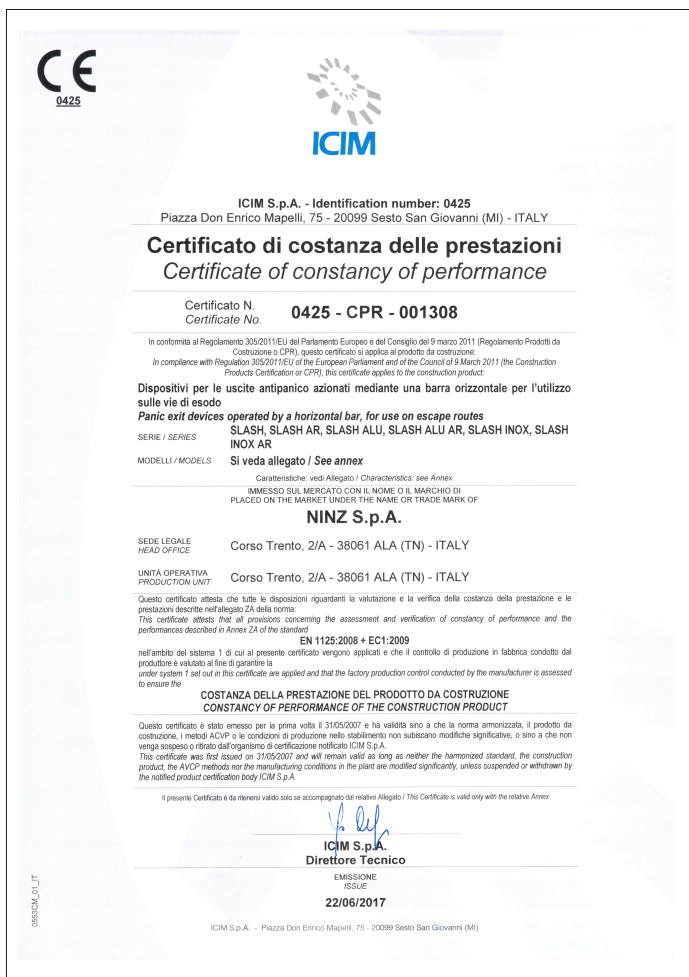 CE
0425
ICIM
ICIM S.p.A. - Identification number: 0425
Piazza Don Enrico Mapelli, 75 - 20099 Sesto San Giovanni (MI) - ITALY
Certificato di costanza delle prestazioni
Certificate of constancy of performance
Certificato N.
Certificate No.
0425 - CPR - 001308
In conformità al Regolamento 305/2011/EU del Parlamento Europeo e del Consiglio del 9 marzo 2011 (Regolamento Prodotti da
Costruzione o CPR), questo certificato si applica al prodotto da costruzione:
In compliance with Regulation 305/2011/EU of the European Parliament and of the Council of 9 March 2011 (the Construction
Products Certification or CPR), this certificate applies to the construction product:
Dispositivi per le uscite antipanico azionati mediante una barra orizzontale per l'utilizzo
sulle vie di esodo
Panic exit devices operated by a horizontal bar, for use on escape routes
SERIE / SERIES
SLASH, SLASH AR, SLASH ALU, SLASH ALU AR, SLASH INOX, SLASH
INOX AR
MODELLI / MODELS
Si veda allegato / See annex
Caratteristiche: vedi Allegato / Characteristics: see Annex
IMMESSO SUL MERCATO CON IL NOME O IL MARCHIO DI
PLACED ON THE MARKET UNDER THE NAME OR TRADE MARK OF
NINZ S.p.A.
SEDE LEGALE
HEAD OFFICE
Corso Trento, 2/A - 38061 ALA (TN) - ITALY
UNITÀ OPERATIVA
PRODUCTION UNIT
Corso Trento, 2/A - 38061 ALA (TN) - ITALY
Questo certificato attesta che tutte le disposizioni riguardanti la valutazione e la verifica della costanza della prestazione e le
prestazioni descritte nell'allegato ZA della norma:
This certificate attests that all provisions concerning the assessment and verification of constancy of performance and the
performances described in Annex ZA of the standard
EN 1125:2008 + EC1:2009
nell'ambito del sistema 1 di cui al presente certificato vengono applicati e che il controllo di produzione in fabbrica condotto dal
produttore è valutato al fine di garantire la
under system 1 set out in this certificate are applied and that the factory production control conducted by the manufacturer is assessed
to ensure the
COSTANZA DELLA PRESTAZIONE DEL PRODOTTO DA COSTRUZIONE
CONSTANCY OF PERFORMANCE OF THE CONSTRUCTION PRODUCT
Questo certificato è stato emesso per la prima volta il 31/05/2007 e ha validità sino a che la norma armonizzata, il prodotto da
costruzione, i metodi ACVP o le condizioni di produzione nello stabilimento non subiscano modifiche significative, o sino a che non
venga sospeso o ritirato dall'organismo di certificazione notificato ICIM S.p.A.
This certificate was first issued on 31/05/2007 and will remain valid as long as neither the harmonized standard, the construction
product, the AVCP methods nor the manufacturing conditions in the plant are modified significantly, unless suspended or withdrawn by
the notified product certification body ICIM S.p.A.
Il presente Certificato è da ritenersi valido solo se accompagnato dal relativo Allegato / This Certificate is valid only with the relative Annex
ICIM S.p.A.
Direttore Tecnico
EMISSIONE
ISSUE
22/06/2017
ICIM S.p.A. - Piazza Don Enrico Mapelli, 75 - 20099 Sesto San Giovanni (MI)
0553CM_01_IT